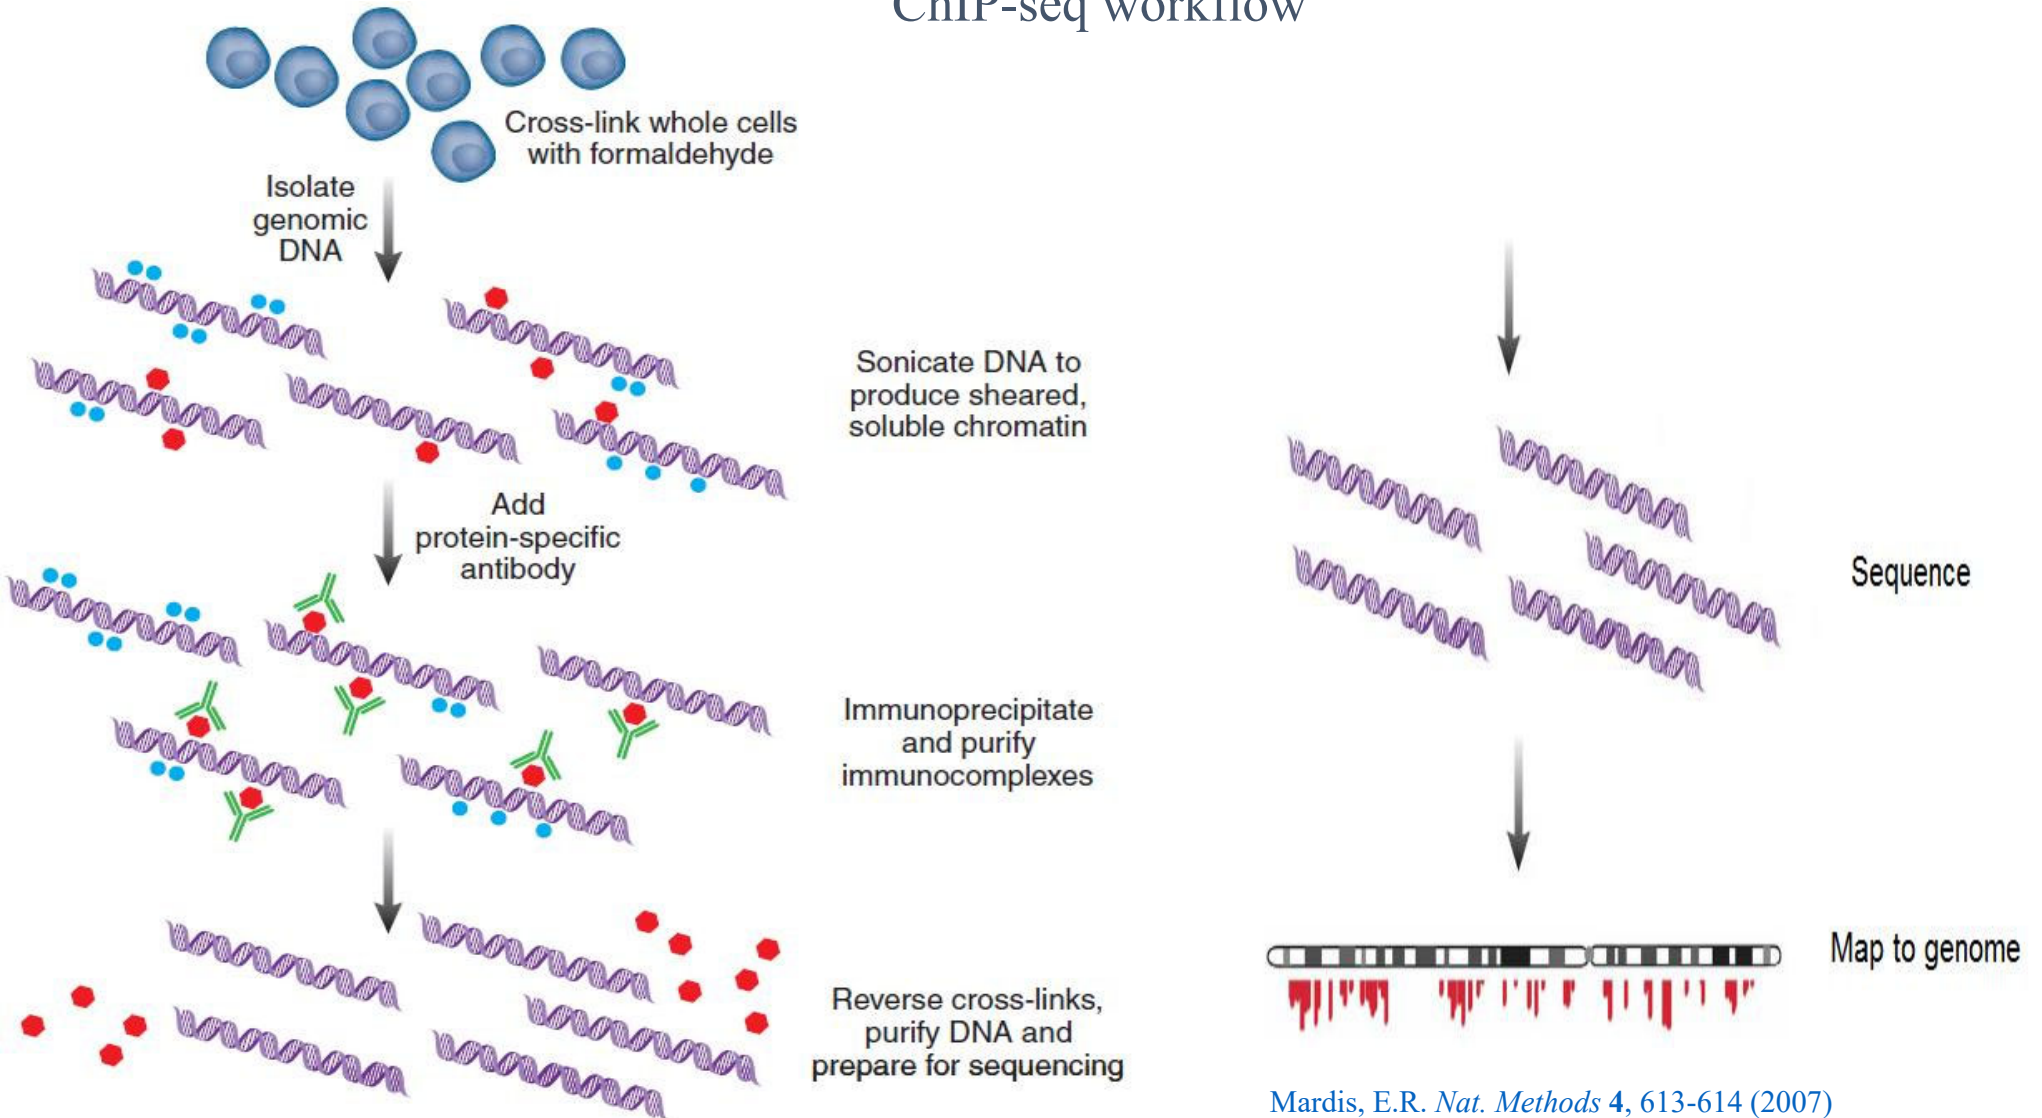 ChIP-seq workflow
Cross-link whole cells
with formaldehyde
Isolate
genomic
DNA
Sonicate DNA to
produce sheared,
soluble chromatin
Add
protein-specific
antibody
Immunoprecipitate
and purify
immunocomplexes
Reverse cross-links,
purify DNA and
prepare for sequencing
Sequence
Map to genome
Mardis, E.R. Nat. Methods 4, 613-614 (2007)